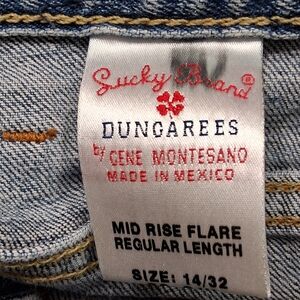 Lucky Brand®
DUNGAREES
by GENE MONTESANO
MADE IN MEXICO
MID RISE FLARE
REGULAR LENGTH
SIZE: 14/32